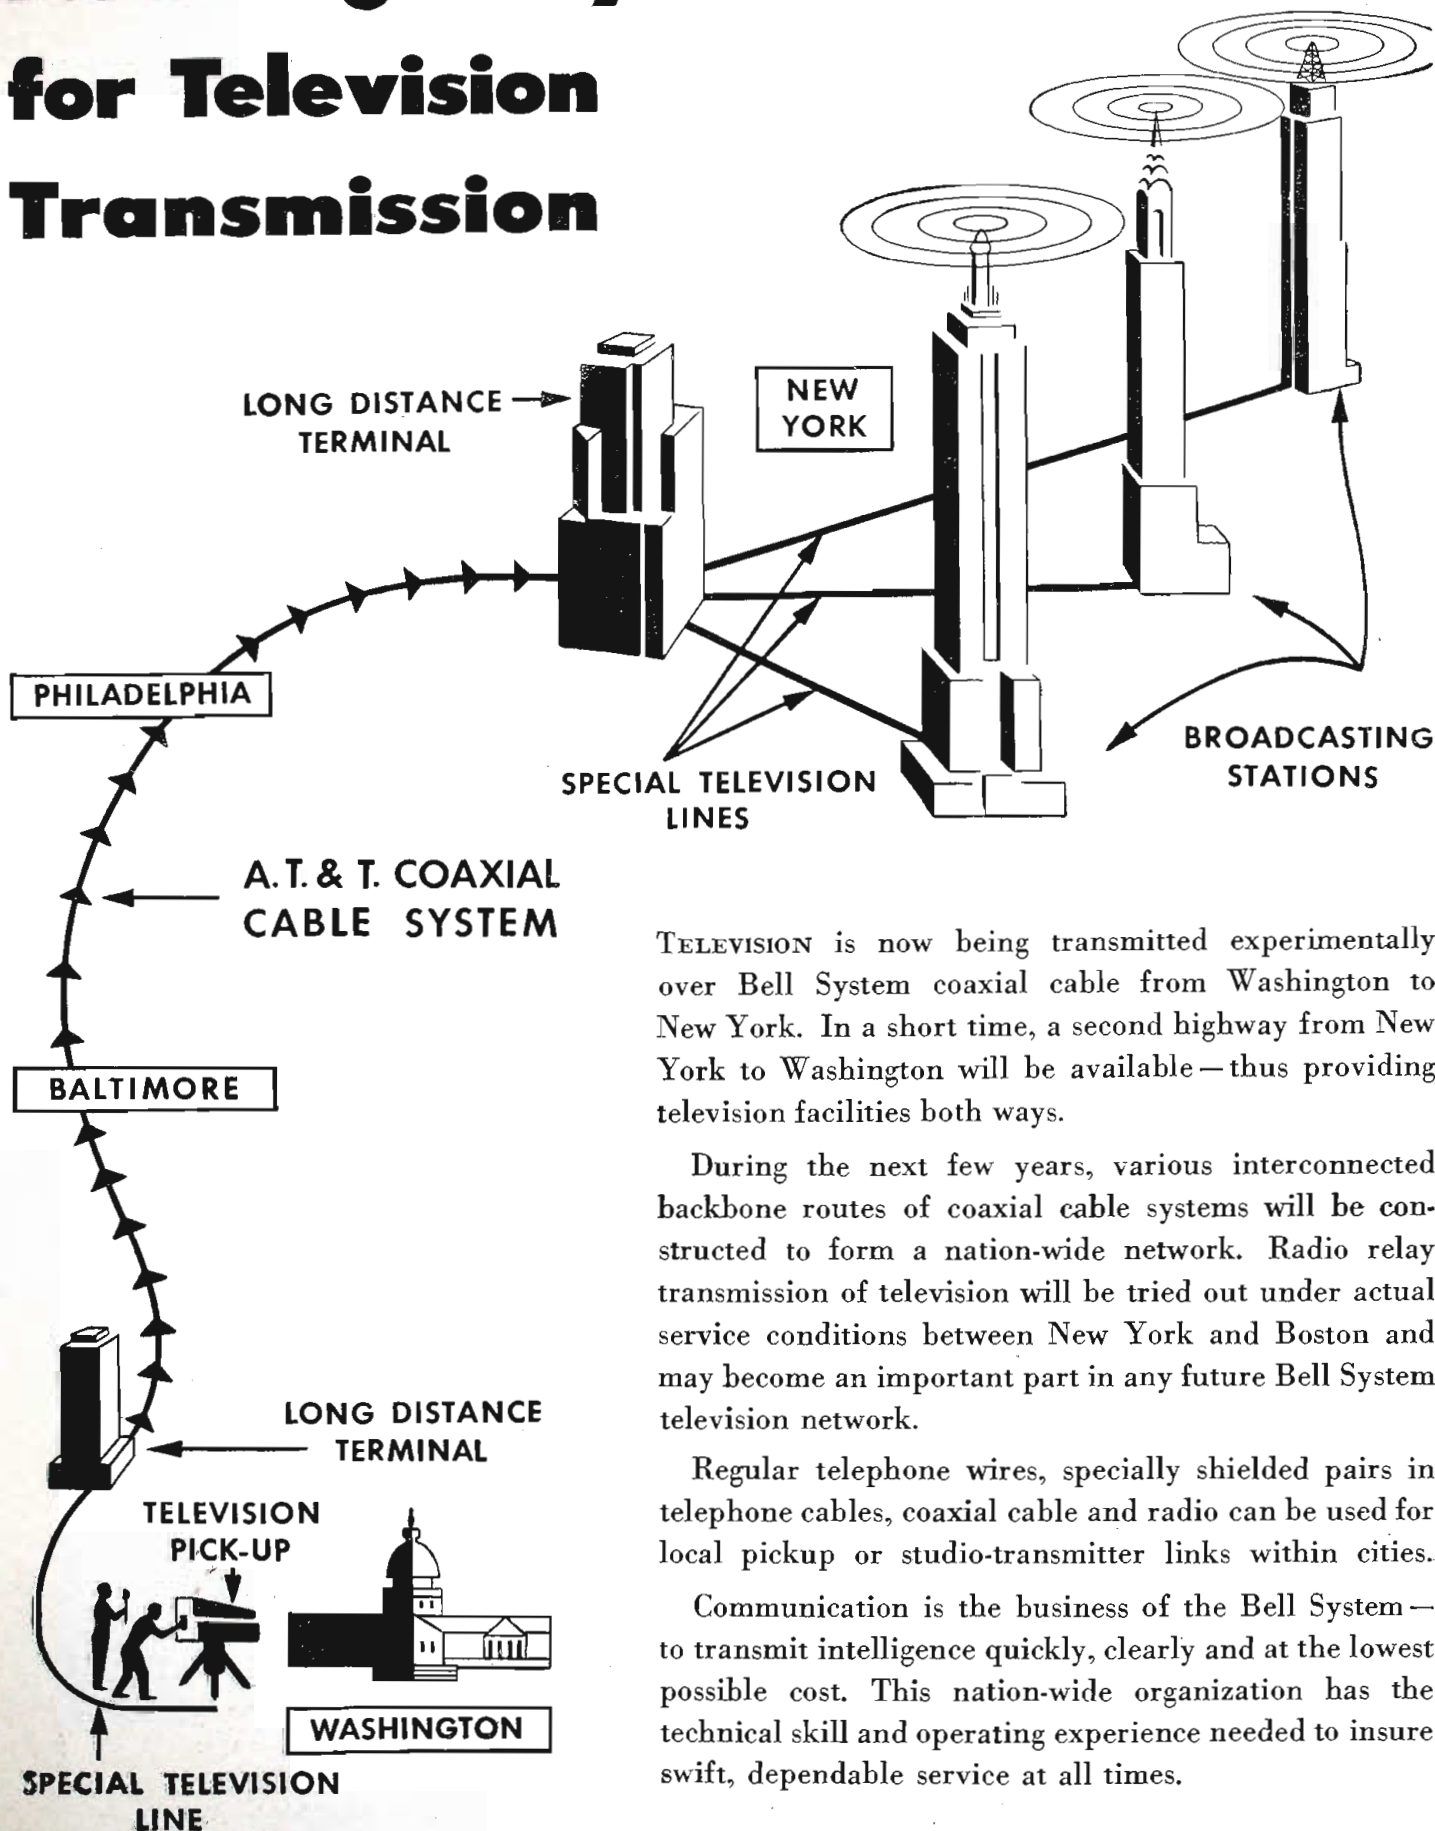 for Television
Transmission
LONG DISTANCE
TERMINAL
NEW
YORK
PHILADELPHIA
SPECIAL TELEVISION
LINES
BROADCASTING
STATIONS
A.T. & T. COAXIAL
CABLE SYSTEM
BALTIMORE
LONG DISTANCE
TERMINAL
TELEVISION
PICK-UP
WASHINGTON
SPECIAL TELEVISION
LINE
TELEVISION is now being transmitted experimentally
over Bell System coaxial cable from Washington to
New York. In a short time, a second highway from New
York to Washington will be available—thus providing
television facilities both ways.
During the next few years, various interconnected
backbone routes of coaxial cable systems will be con-
structed to form a nation-wide network. Radio relay
transmission of television will be tried out under actual
service conditions between New York and Boston and
may become an important part in any future Bell System
television network.
Regular telephone wires, specially shielded pairs in
telephone cables, coaxial cable and radio can be used for
local pickup or studio-transmitter links within cities.
Communication is the business of the Bell System—
to transmit intelligence quickly, clearly and at the lowest
possible cost. This nation-wide organization has the
technical skill and operating experience needed to insure
swift, dependable service at all times.